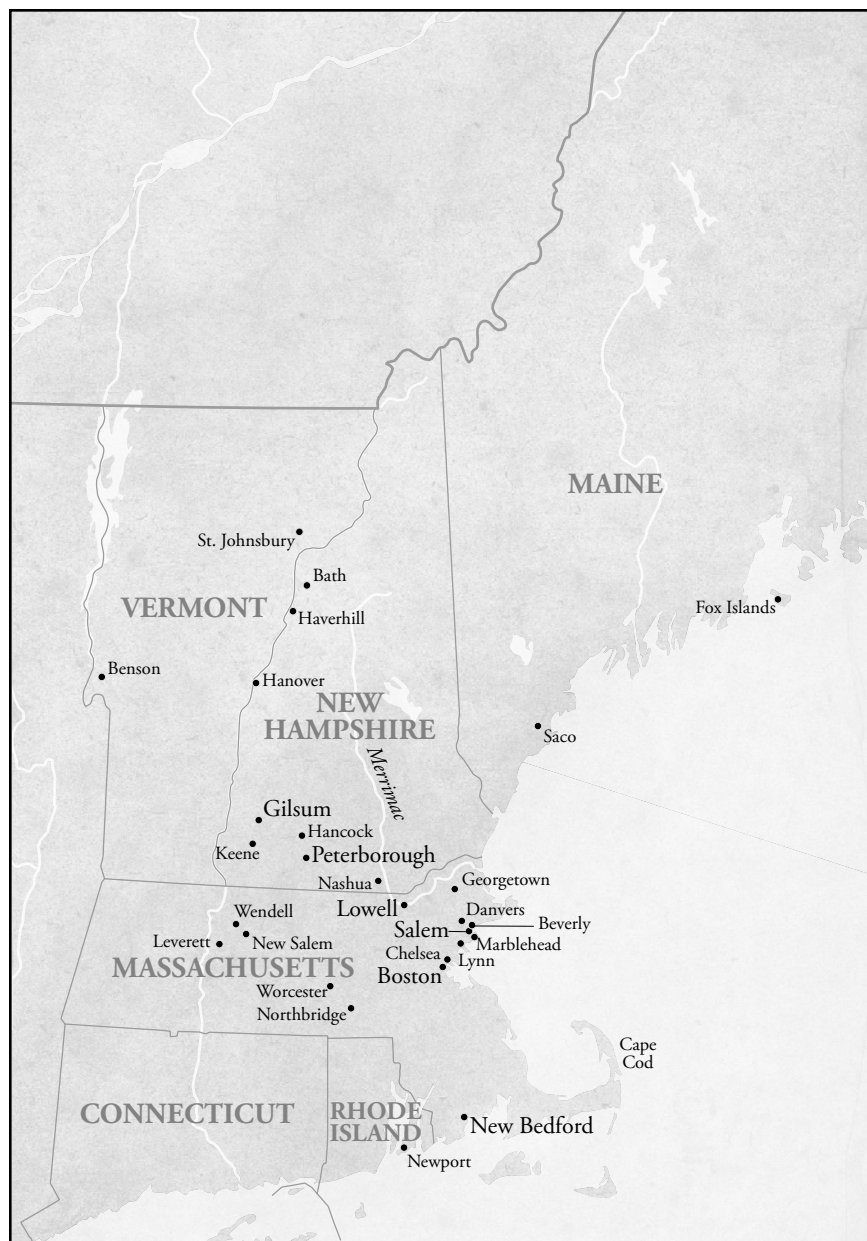 MAINE
St. Johnsbury
Bath
VERMONT
Haverhill
Fox Islands
Benson
Hanover
NEW
HAMPSHIRE
Saco
Merrimac
Gilsum
Hancock
Keene
Peterborough
Nashua
Georgetown
Lowell
Danvers
Wendell
Beverly
Salem
New Salem
Marblehead
Leverett
Chelsea
Lynn
MASSACHUSETTS
Boston
Worcester
Northbridge
Cape
Cod
CONNECTICUT
RHODE
ISLAND
New Bedford
Newport